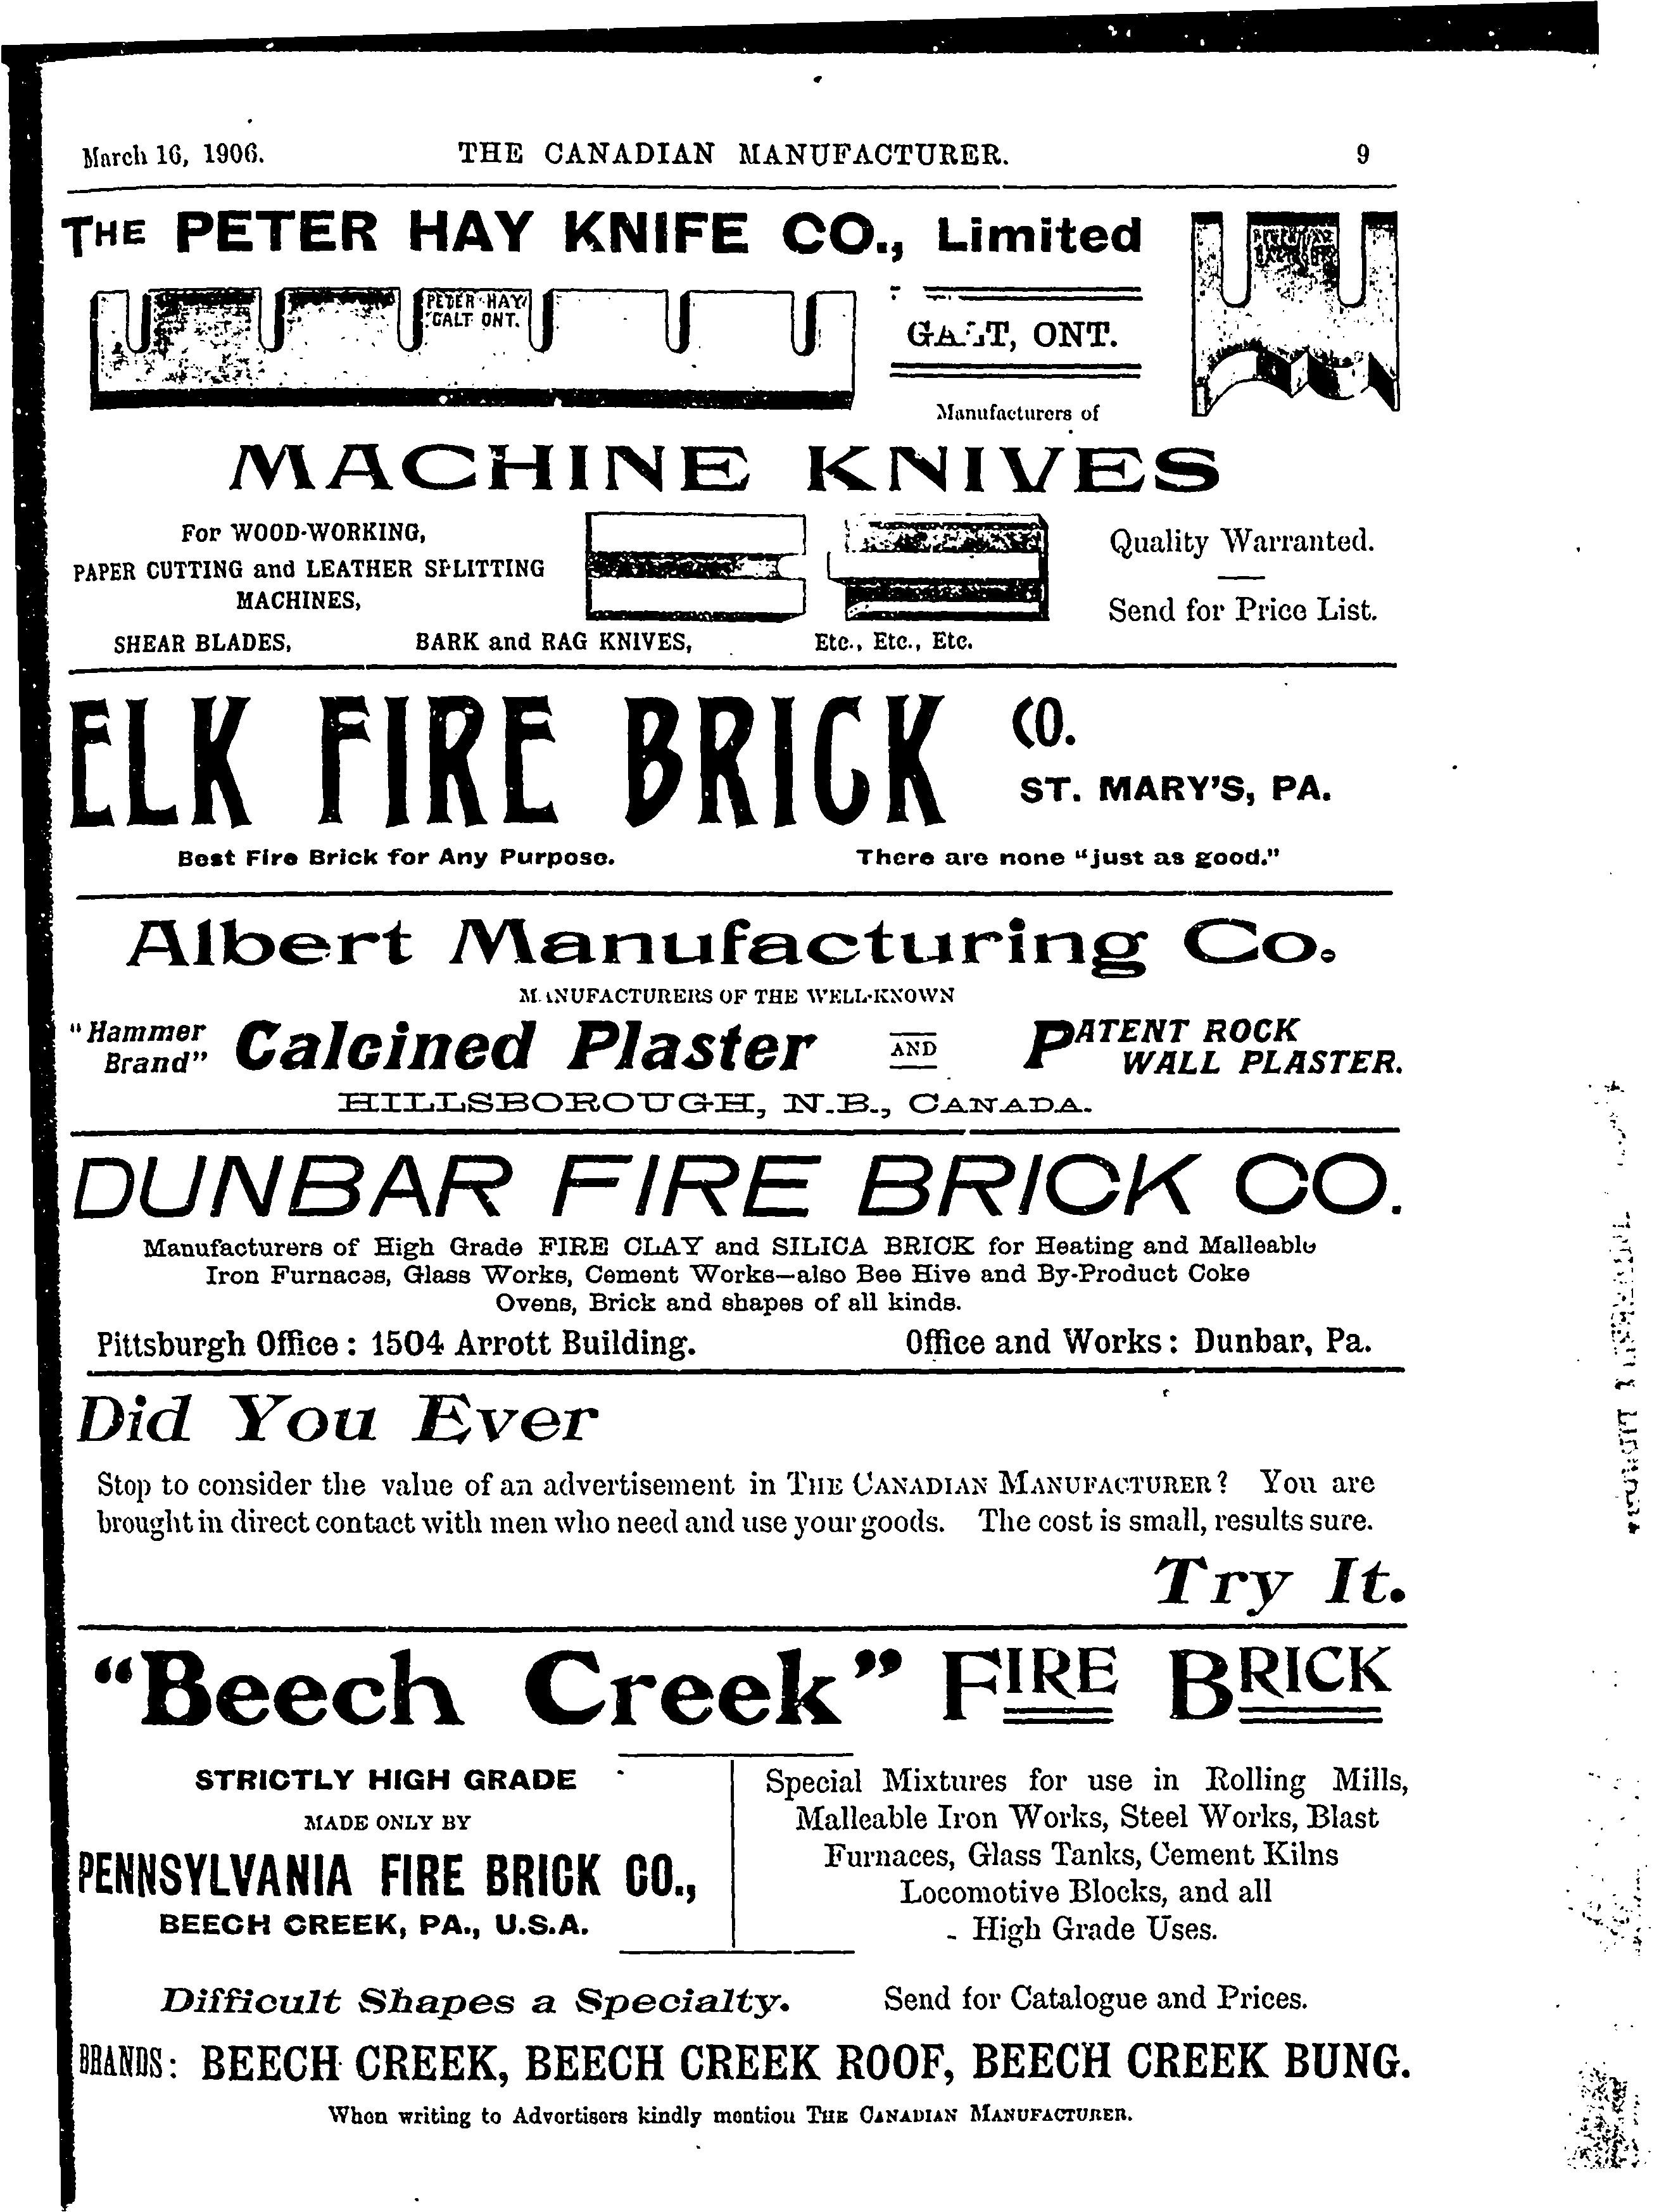 March 16, 1906. THE CANADIAN MANUFACTURER. 9
THE PETER HAY KNIFE CO., Limited
PETER HAY
GALT ONT.
GALT, ONT.
Manufacturers of
MACHINE KNIVES
For WOOD-WORKING,
PAPER CUTTING and LEATHER SPLITTING
MACHINES,
SHEAR BLADES, BARK and RAG KNIVES, Etc., Etc., Etc.
Quality Warranted.
Send for Price List.
ELK FIRE BRICK CO.
ST. MARY'S, PA.
Best Fire Brick for Any Purpose. There are none "just as good."
Albert Manufacturing Co.
MANUFACTURERS OF THE WELL-KNOWN
"Hammer Brand" Calcined Plaster AND PATENT ROCK WALL PLASTER.
HILLSBOROUGH, N.B., CANADA.
DUNBAR FIRE BRICK CO.
Manufacturers of High Grade FIRE CLAY and SILICA BRICK for Heating and Malleable
Iron Furnaces, Glass Works, Cement Works—also Bee Hive and By-Product Coke
Ovens, Brick and shapes of all kinds.
Pittsburgh Office: 1504 Arrott Building. Office and Works: Dunbar, Pa.
Did You Ever
Stop to consider the value of an advertisement in THE CANADIAN MANUFACTURER? You are
brought in direct contact with men who need and use your goods. The cost is small, results sure.
Try It.
"Beech Creek" FIRE BRICK
STRICTLY HIGH GRADE
MADE ONLY BY
PENNSYLVANIA FIRE BRICK CO.,
BEECH CREEK, PA., U.S.A.
Special Mixtures for use in Rolling Mills,
Malleable Iron Works, Steel Works, Blast
Furnaces, Glass Tanks, Cement Kilns
Locomotive Blocks, and all
High Grade Uses.
Difficult Shapes a Specialty. Send for Catalogue and Prices.
BRANDS: BEECH CREEK, BEECH CREEK ROOF, BEECH CREEK BUNG.
When writing to Advertisers kindly mention THE CANADIAN MANUFACTURER.